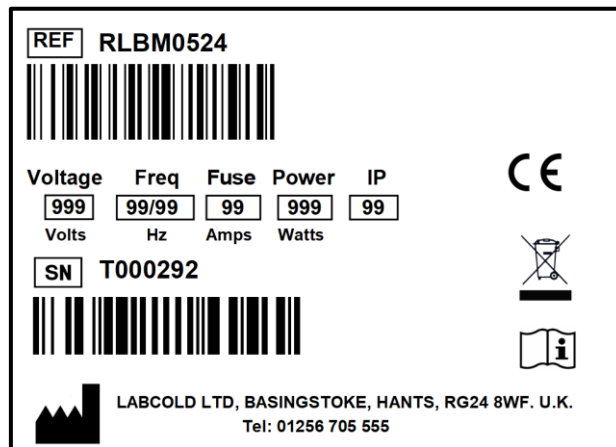 REF RLBM0524
Voltage Freq Fuse Power IP
999 99/99 99 999 99
Volts Hz Amps Watts
CE
SN T000292
i
LABCOLD LTD, BASINGSTOKE, HANTS, RG24 8WF. U.K.
Tel: 01256 705 555